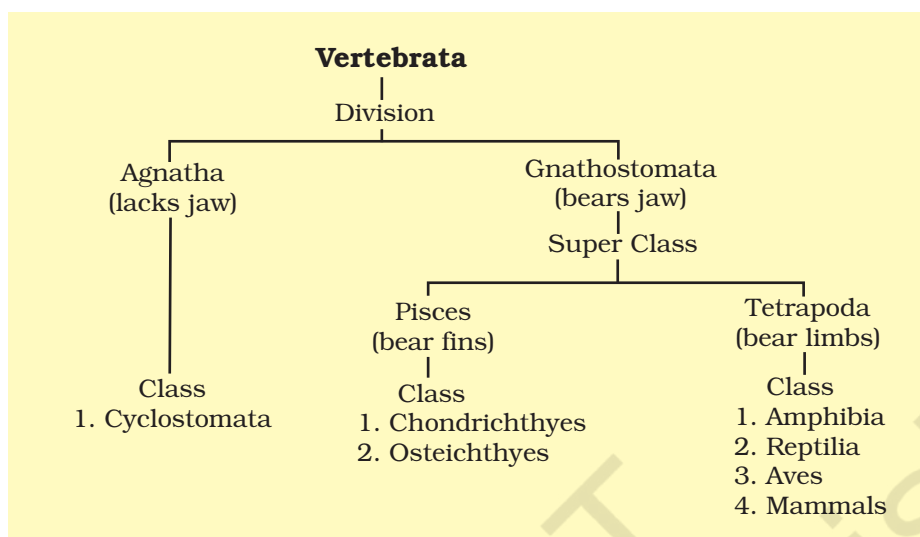 Vertebrata
Division
Agnatha
(lacks jaw)
Gnathostomata
(bears jaw)
Super Class
Pisces
(bear fins)
Tetrapoda
(bear limbs)
Class
1. Cyclostomata
Class
1. Chondrichthyes
2. Osteichthyes
Class
1. Amphibia
2. Reptilia
3. Aves
4. Mammals